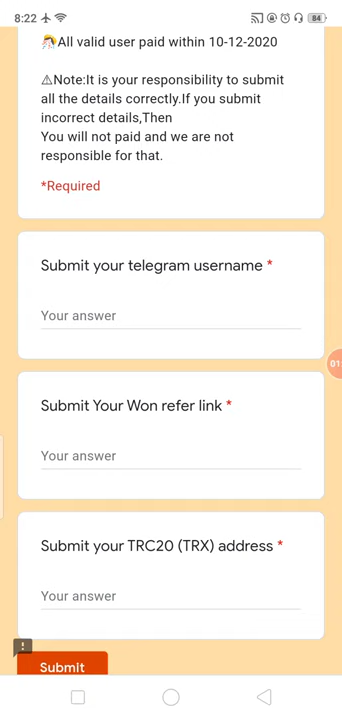 8:22
84
All valid user paid within 10-12-2020
⚠Note:It is your responsibility to submit
all the details correctly.If you submit
incorrect details,Then
You will not paid and we are not
responsible for that.
*Required
Submit your telegram username *
Your answer
01:
Submit Your Won refer link *
Your answer
Submit your TRC20 (TRX) address *
Your answer
!
Submit